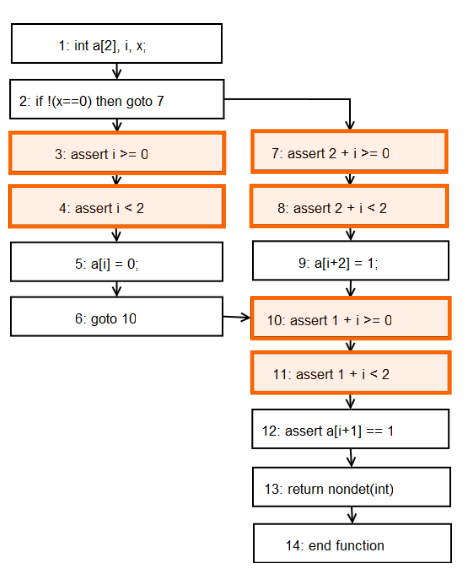 1: int a[2], i, x;
2: if !(x==0) then goto 7
3: assert i >= 0
4: assert i < 2
5: a[i] = 0;
6: goto 10
7: assert 2 + i >= 0
8: assert 2 + i < 2
9: a[i+2] = 1;
10: assert 1 + i >= 0
11: assert 1 + i < 2
12: assert a[i+1] == 1
13: return nondet(int)
14: end function